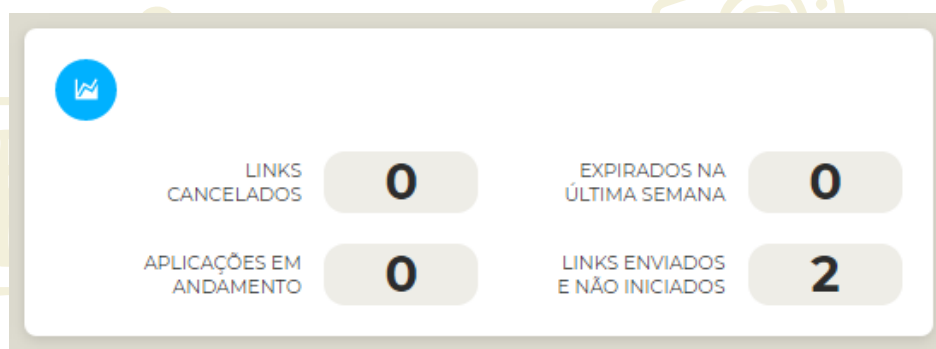 LINKS
CANCELADOS
0
EXPIRADOS NA
ÚLTIMA SEMANA
0
APLICAÇÕES EM
ANDAMENTO
0
LINKS ENVIADOS
E NÃO INICIADOS
2